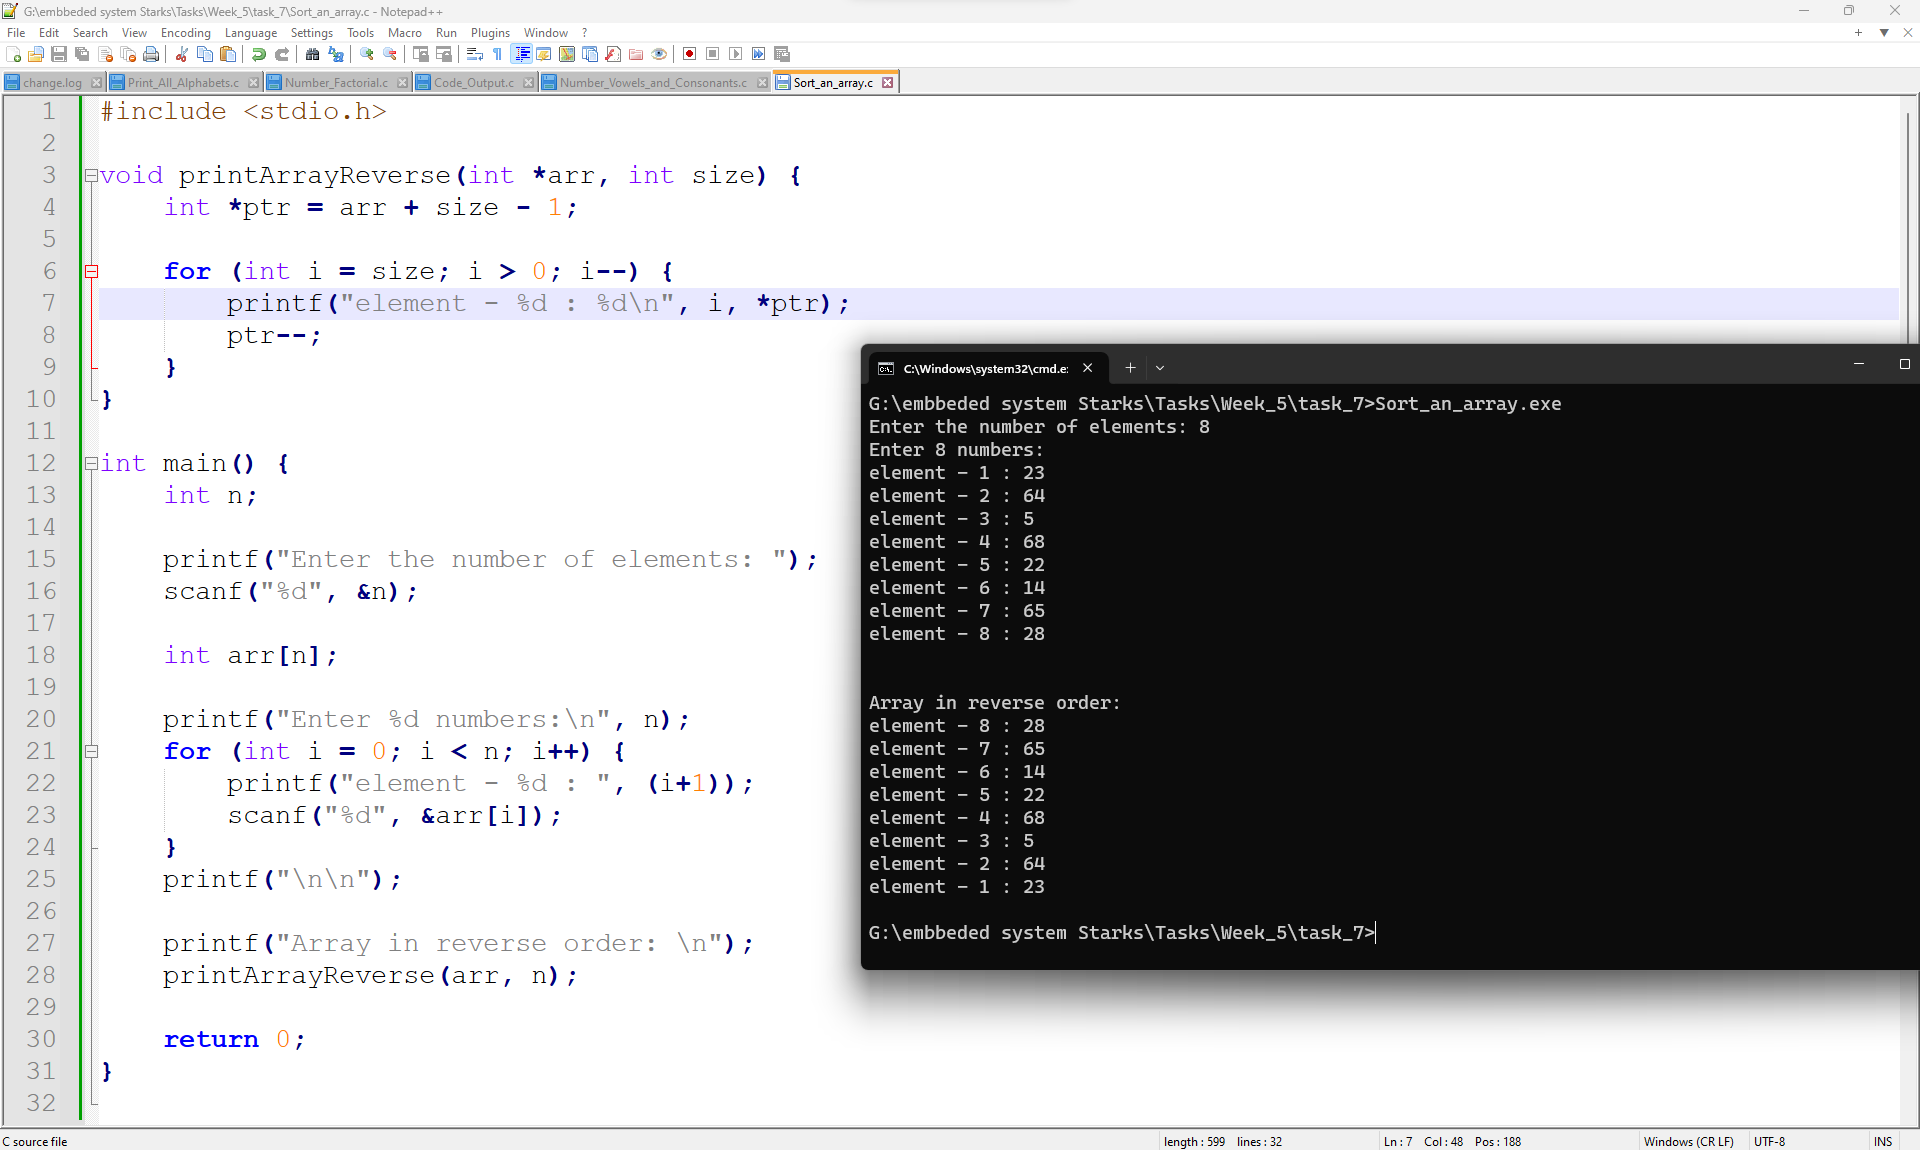 G:\embbeded system Starks\Tasks\Week_5\task_7\Sort_an_array.c - Notepad++
File Edit Search View Encoding Language Settings Tools Macro Run Plugins Window ?
change.log Print_All_Alphabets.c Number_Factorial.c Code_Output.c Number_Vowels_and_Consonants.c Sort_an_array.c
1 #include <stdio.h>
2
3 void printArrayReverse(int *arr, int size) {
4     int *ptr = arr + size - 1;
5
6     for (int i = size; i > 0; i--) {
7         printf("element - %d : %d\n", i, *ptr);
8         ptr--;
9     }
10 }
11
12 int main() {
13     int n;
14
15     printf("Enter the number of elements: ");
16     scanf("%d", &n);
17
18     int arr[n];
19
20     printf("Enter %d numbers:\n", n);
21     for (int i = 0; i < n; i++) {
22         printf("element - %d : ", (i+1));
23         scanf("%d", &arr[i]);
24     }
25     printf("\n\n");
26
27     printf("Array in reverse order: \n");
28     printArrayReverse(arr, n);
29
30     return 0;
31 }
32
C:\Windows\system32\cmd.e
G:\embbeded system Starks\Tasks\Week_5\task_7>Sort_an_array.exe
Enter the number of elements: 8
Enter 8 numbers:
element - 1 : 23
element - 2 : 64
element - 3 : 5
element - 4 : 68
element - 5 : 22
element - 6 : 14
element - 7 : 65
element - 8 : 28
Array in reverse order:
element - 8 : 28
element - 7 : 65
element - 6 : 14
element - 5 : 22
element - 4 : 68
element - 3 : 5
element - 2 : 64
element - 1 : 23
G:\embbeded system Starks\Tasks\Week_5\task_7>
C source file length : 599 lines : 32 Ln : 7 Col : 48 Pos : 188 Windows (CR LF) UTF-8 INS